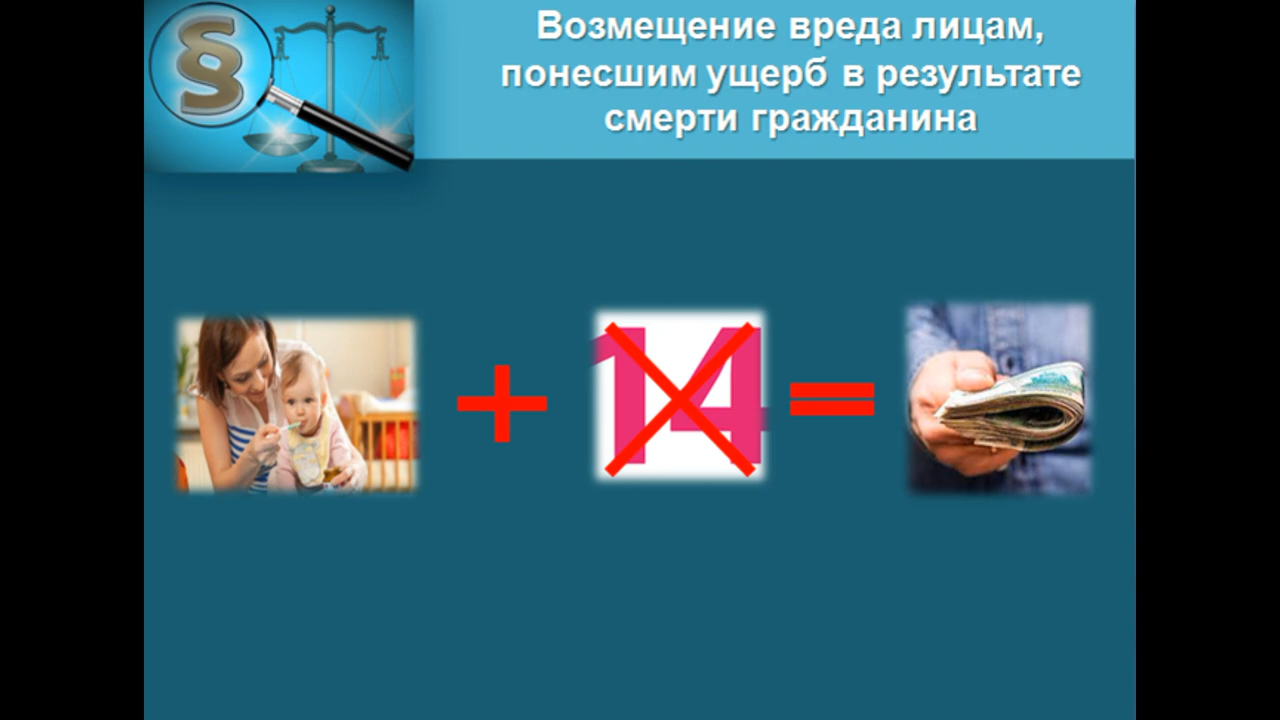 §
Возмещение вреда лицам,
понесшим ущерб в результате
смерти гражданина
+ 14 =